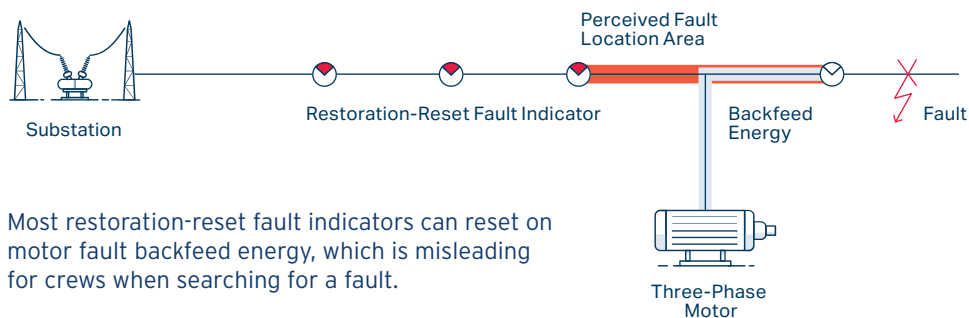 Perceived Fault
Location Area
Substation
Restoration-Reset Fault Indicator
Backfeed
Energy
Fault
Most restoration-reset fault indicators can reset on
motor fault backfeed energy, which is misleading
for crews when searching for a fault.
Three-Phase
Motor